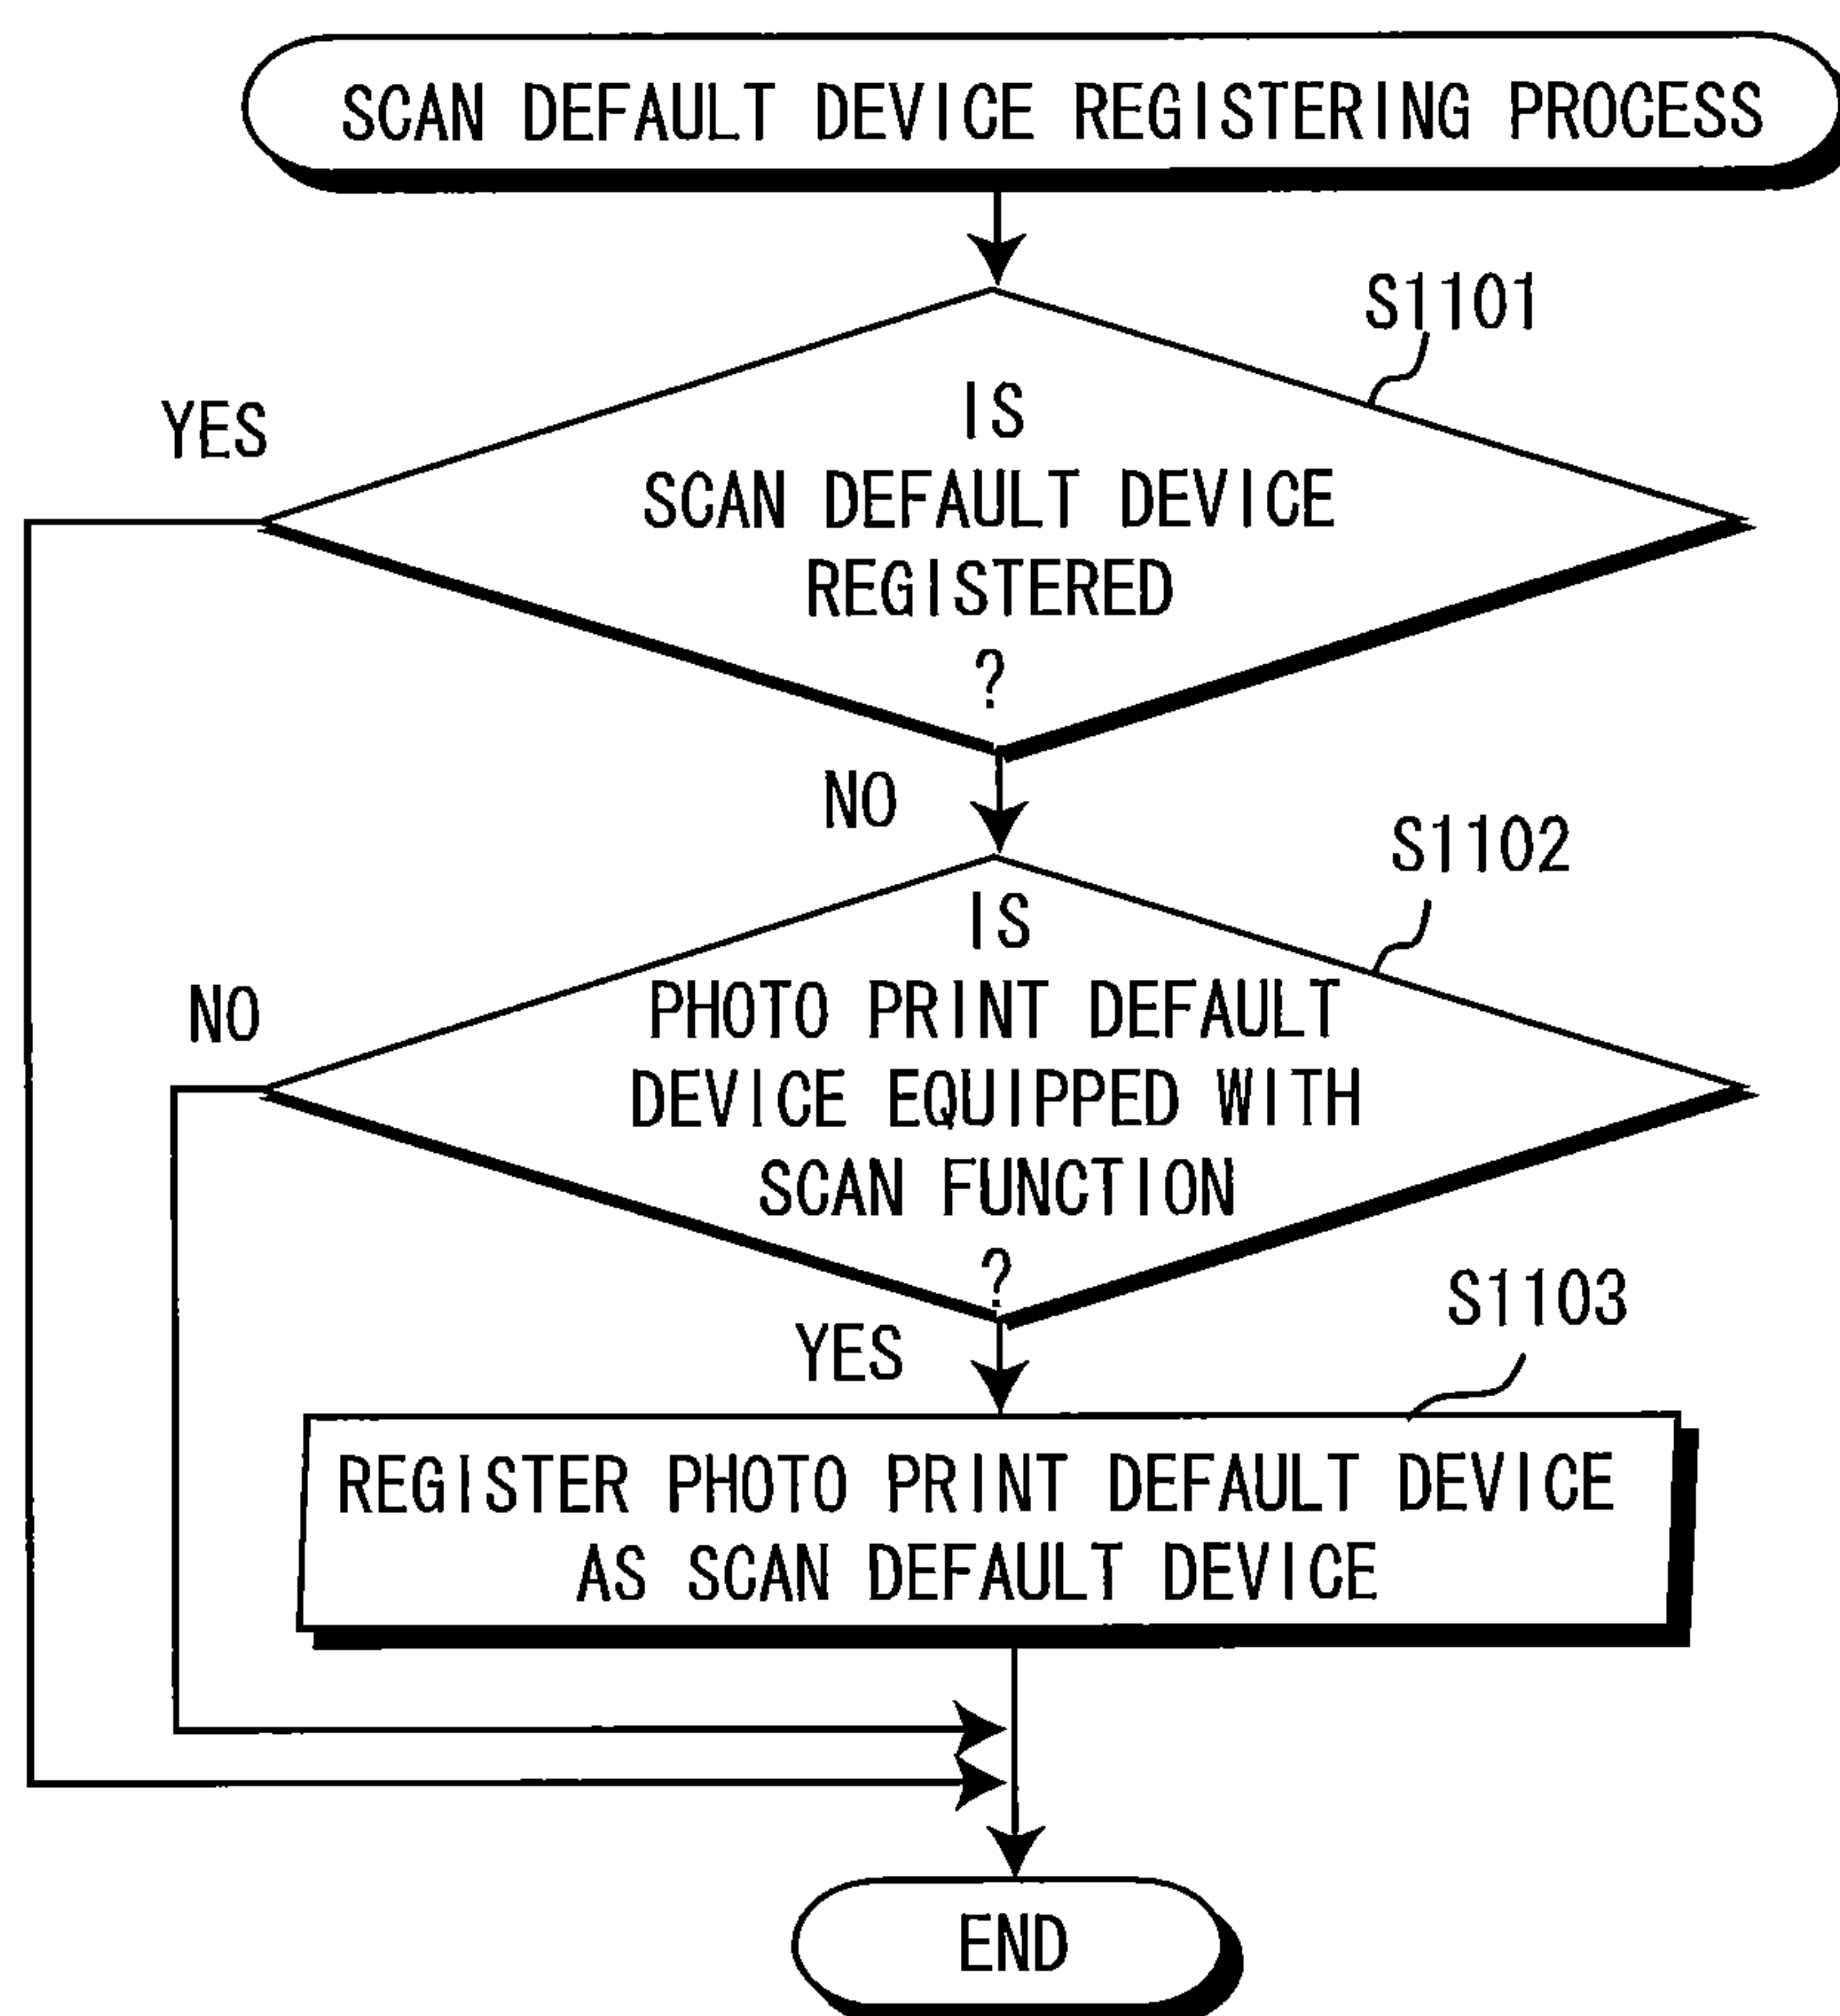 SCAN DEFAULT DEVICE REGISTERING PROCESS
S1101
YES
IS
SCAN DEFAULT DEVICE
REGISTERED
?
NO
S1102
IS
NO
PHOTO PRINT DEFAULT
DEVICE EQUIPPED WITH
SCAN FUNCTION
?
S1103
YES
REGISTER PHOTO PRINT DEFAULT DEVICE
AS SCAN DEFAULT DEVICE
END